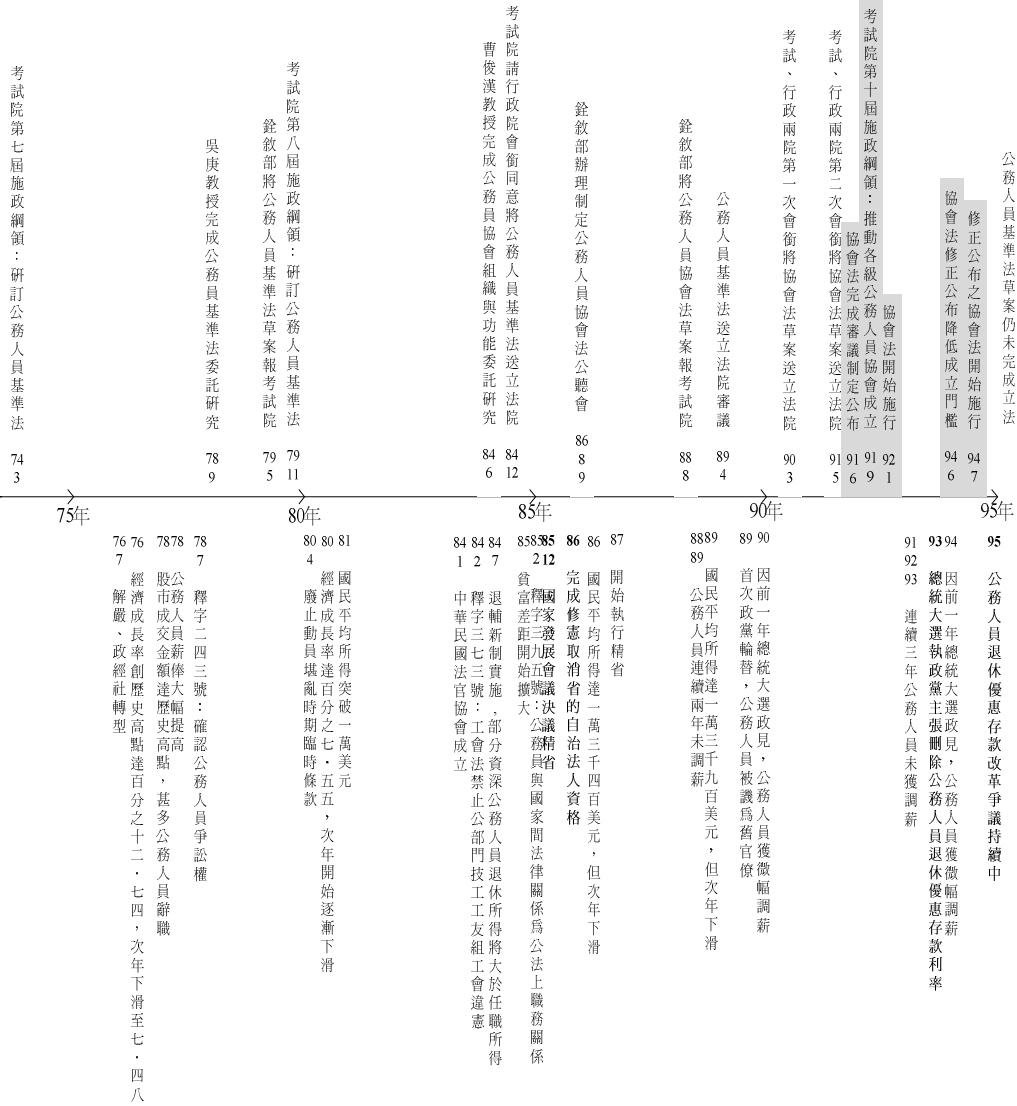 考試院第七屆施政綱領：研訂公務人員基準法
74
3
吳庚教授完成公務員基準法委託研究
78
9
銓敘部將公務人員基準法草案報考試院
79
5
考試院第八屆施政綱領：研訂公務人員基準法
79
11
曹俊漢教授完成公務員協會組織與功能委託研究
84
6
考試院請行政院會銜同意將公務人員基準法送立法院
84
12
銓敘部辦理制定公務人員協會法公聽會
86
8
9
銓敘部將公務人員協會法草案報考試院
88
8
公務人員基準法送立法院審議
89
4
考試、行政兩院第一次會銜將協會法草案送立法院
90
3
考試、行政兩院第二次會銜將協會法草案送立法院
91
5
協會法完成審議制定公布
91
6
考試院第十屆施政綱領：推動各級公務人員協會成立
91
9
協會法開始施行
92
1
協會法修正公布降低成立門檻
94
6
修正公布之協會法開始施行
94
7
公務人員基準法草案仍未完成立法
75年
80年
85年
90年
95年
76
7
解嚴、政經社轉型
76
經濟成長率創歷史高點達百分之十二．七四，次年下滑至七．四八
78
股市成交金額達歷史高點，甚多公務人員辭職
78
公務人員薪俸大幅提高
78
7
釋字二四三號：確認公務人員爭訟權
80
4
廢止動員堪亂時期臨時條款
80
經濟成長率達百分之七．五五，次年開始逐漸下滑
81
國民平均所得突破一萬美元
84
1
中華民國法官協會成立
84
2
釋字三七三號：工會法禁止公部門技工工友組工會違憲
84
7
退輔新制實施，部分資深公務人員退休所得將大於任職所得
85
貧富差距開始擴大
85
2
釋字三九五號：公務員與國家間法律關係為公法上職務關係
85
12
國家發展會議決議精省
86
完成修憲取消省的自治法人資格
86
國民平均所得達一萬三千四百美元，但次年下滑
87
開始執行精省
88
89
公務人員連續兩年未調薪
89
國民平均所得達一萬三千九百美元，但次年下滑
89
首次政黨輪替，公務人員被譏為舊官僚
90
因前一年總統大選政見，公務人員獲微幅調薪
91
92
93
連續三年公務人員未獲調薪
93
總統大選執政黨主張刪除公務人員退休優惠存款利率
94
因前一年總統大選政見，公務人員獲微幅調薪
95
公務人員退休優惠存款改革爭議持續中